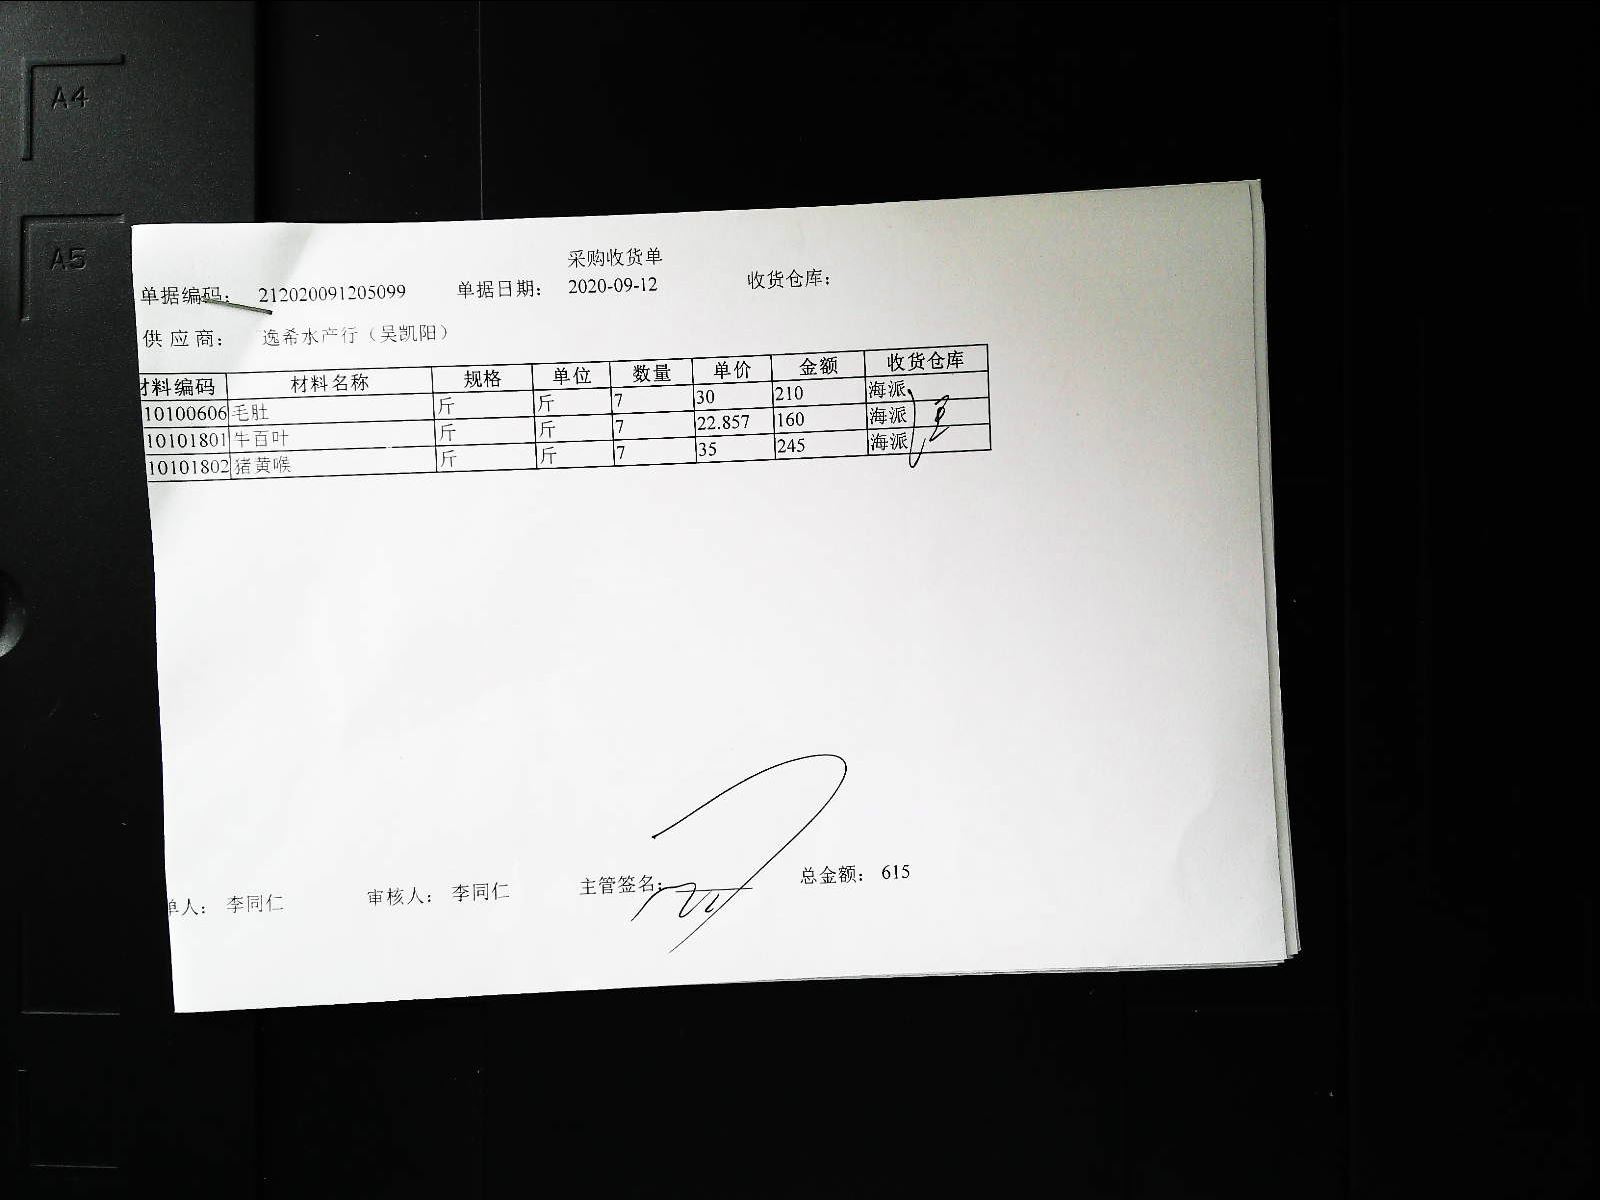 A4
A5
采购收货单
单据编码： 212020091205099 单据日期： 2020-09-12 收货仓库：
供应商： 逸希水产行（吴凯阳）
材料编码 材料名称 规格 单位 数量 单价 金额 收货仓库
10100606 毛肚 斤 斤 7 30 210 海派
10101801 牛百叶 斤 斤 7 22.857 160 海派
10101802 猪黄喉 斤 斤 7 35 245 海派
单人： 李同仁 审核人： 李同仁 主管签名： 总金额： 615